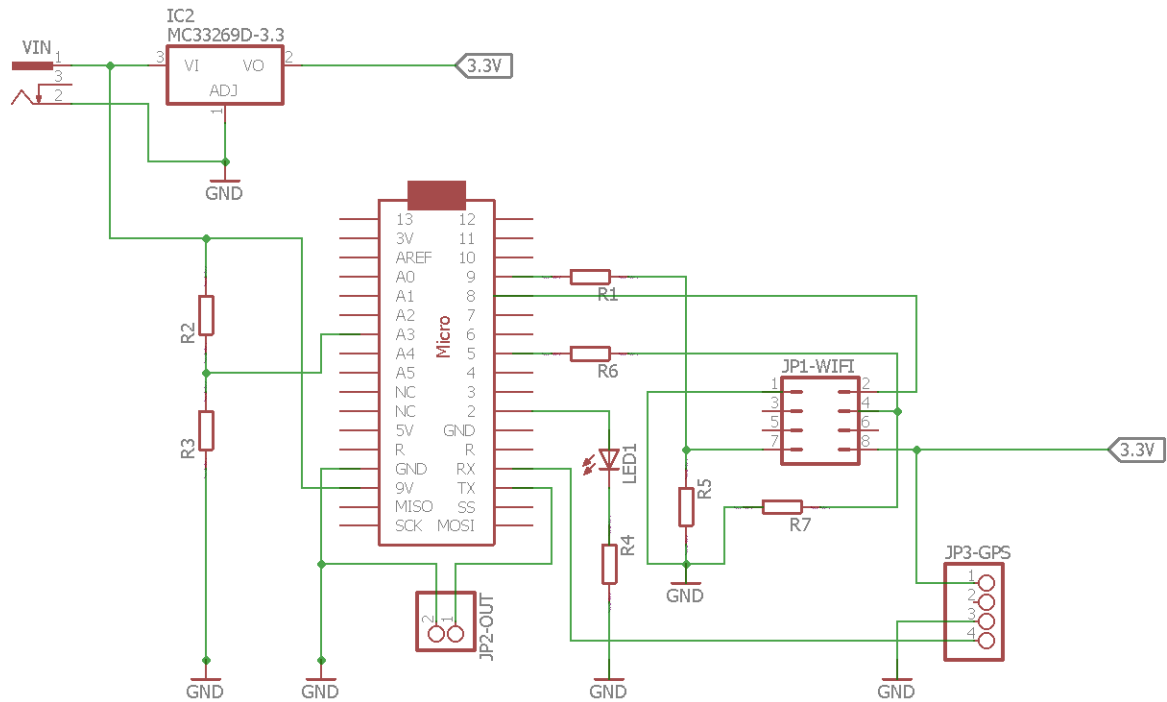 IC2
MC33269D-3.3
VIN
1
3
2
3
VI
VO
2
ADJ
1
3.3V
GND
13
12
3V
11
AREF
10
A0
9
A1
8
A2
7
A3
6
A4
5
A5
4
NC
3
NC
2
5V
GND
R
R
GND
RX
9V
TX
MISO
SS
SCK
MOSI
Micro
R1
R6
R2
R3
JP1-WIFI
1
2
3
4
5
6
7
8
3.3V
LED1
R5
R4
R7
GND
JP3-GPS
1
2
3
4
2
1
JP2-OUT
GND
GND
GND
GND